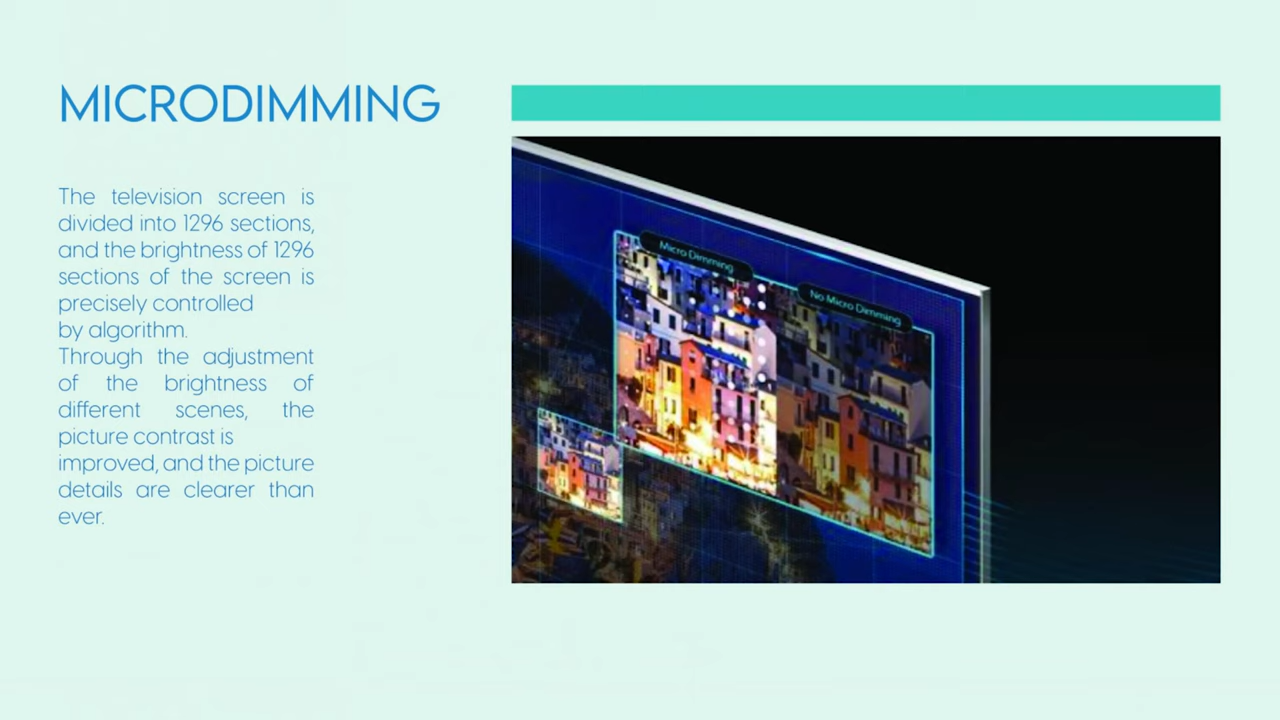 MICRODIMMING
The television screen is
divided into 1296 sections,
and the brightness of 1296
sections of the screen is
precisely controlled
by algorithm.
Through the adjustment
of the brightness of
different scenes, the
picture contrast is
improved, and the picture
details are clearer than
ever.
Micro Dimming
No Micro Dimming